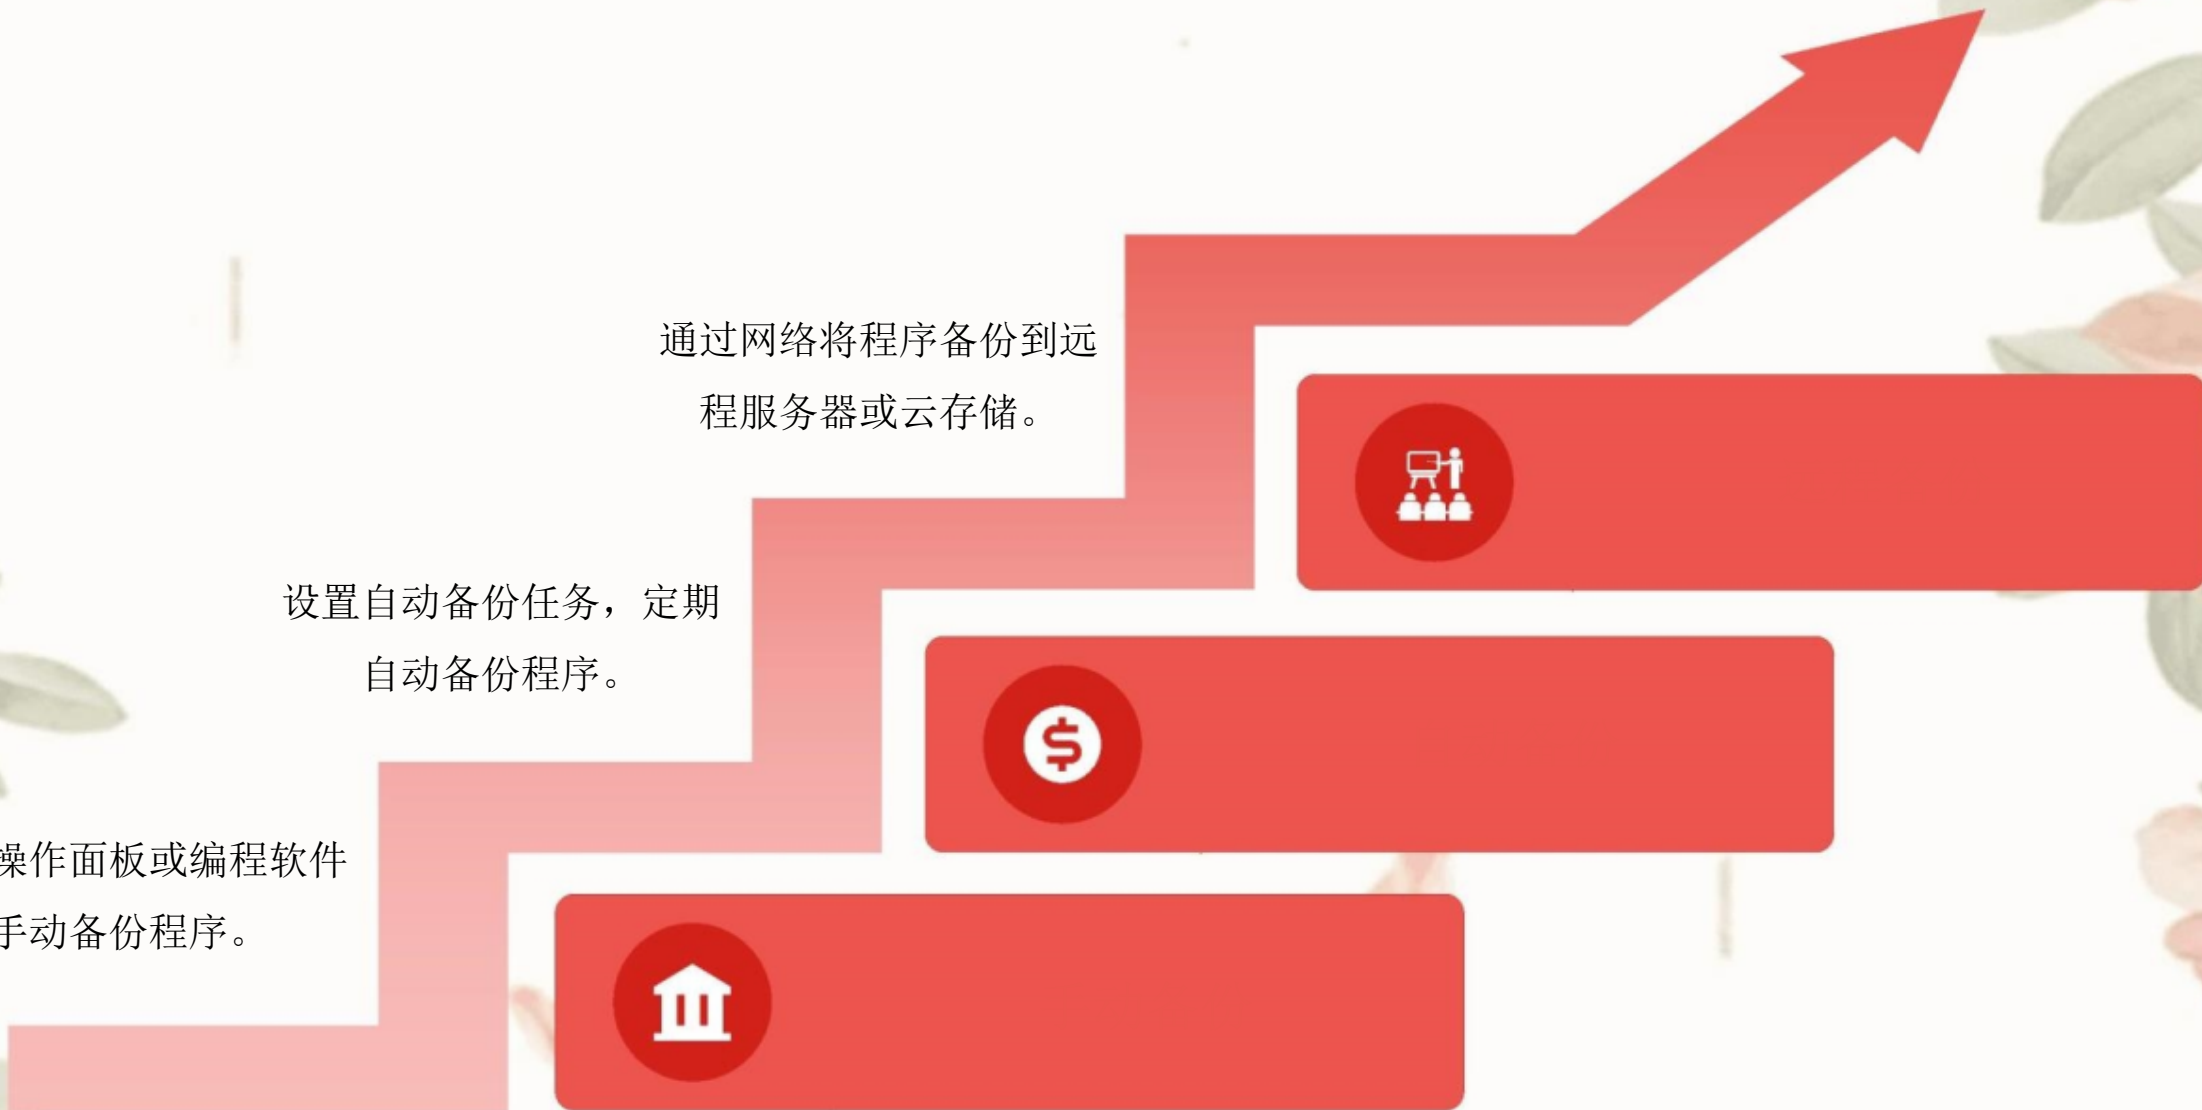 通过网络将程序备份到远
程服务器或云存储。
设置自动备份任务，定期
自动备份程序。
操作面板或编程软件
手动备份程序。